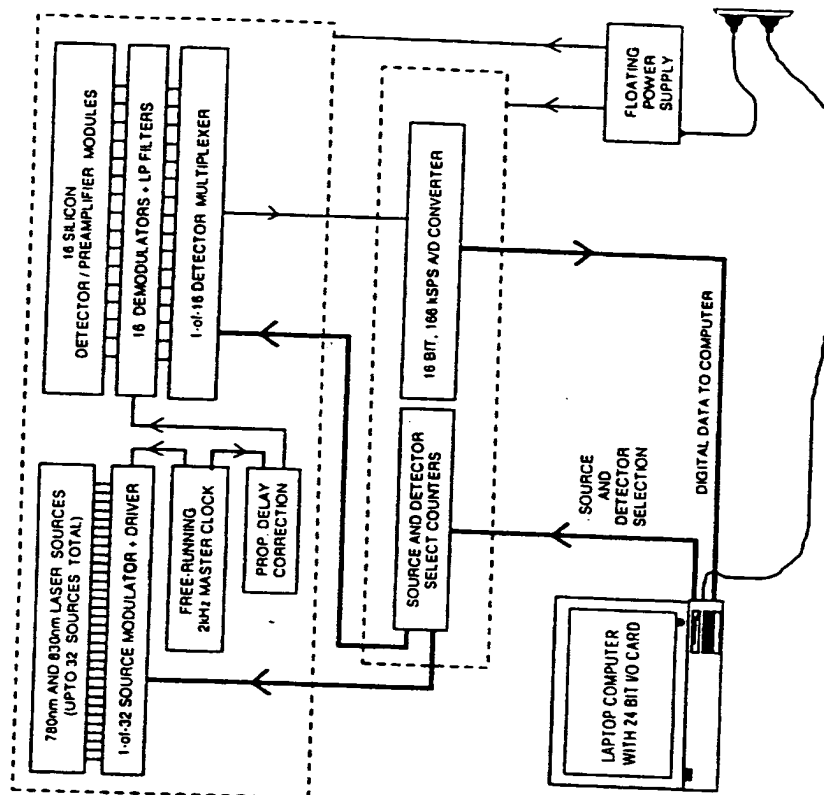 780nm AND 830nm LASER SOURCES
(UPTO 32 SOURCES TOTAL)
1-of-32 SOURCE MODULATOR + DRIVER
FREE-RUNNING
2kHz MASTER CLOCK
PROP. DELAY
CORRECTION
16 SILICON
DETECTOR / PREAMPLIFIER MODULES
16 DEMODULATORS + LP FILTERS
1-of-16 DETECTOR MULTIPLEXER
SOURCE AND DETECTOR
SELECT COUNTERS
16 BIT, 166 kSPS A/D CONVERTER
FLOATING
POWER
SUPPLY
SOURCE
AND
DETECTOR
SELECTION
DIGITAL DATA TO COMPUTER
LAPTOP COMPUTER
WITH 24 BIT I/O CARD